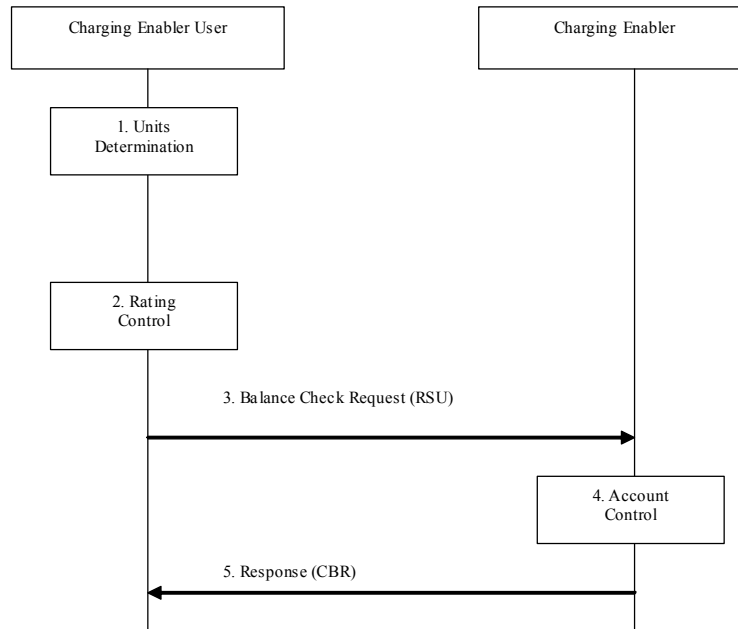 Charging Enabler User
Charging Enabler
1. Units
Determination
2. Rating
Control
3. Balance Check Request (RSU)
4. Account
Control
5. Response (CBR)